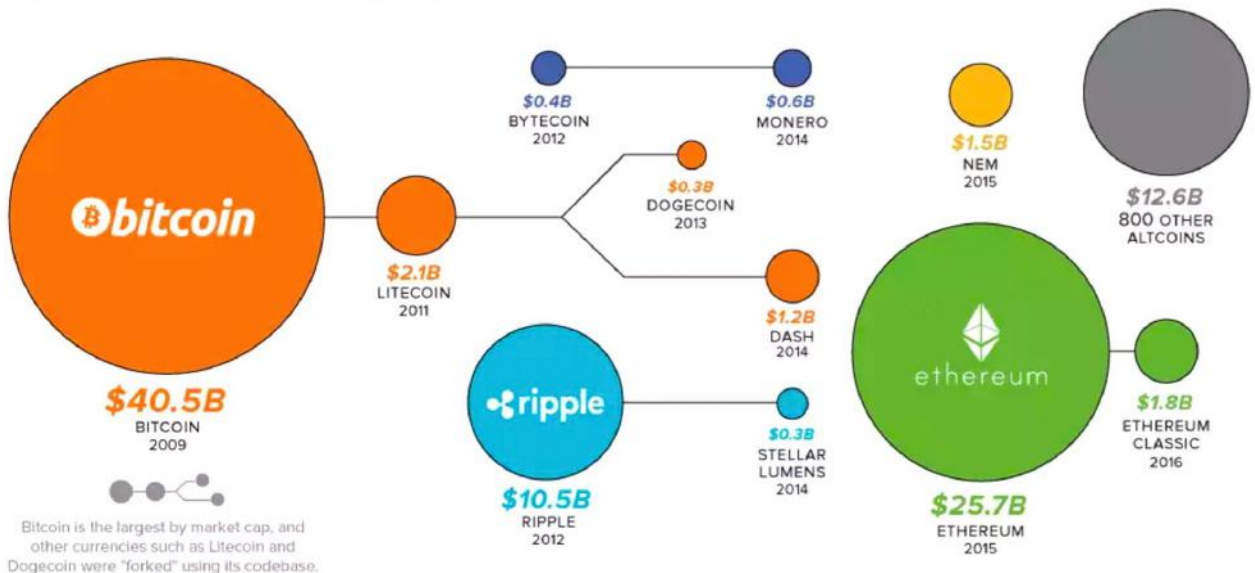 bitcoin
$40.5B
BITCOIN
2009
Bitcoin is the largest by market cap, and
other currencies such as Litecoin and
Dogecoin were "forked" using its codebase.
$2.1B
LITECOIN
2011
$0.4B
BYTECOIN
2012
$0.6B
MONERO
2014
$0.3B
DOGECOIN
2013
$1.2B
DASH
2014
ripple
$10.5B
RIPPLE
2012
$0.3B
STELLAR
LUMENS
2014
$1.5B
NEM
2015
$12.6B
800 OTHER
ALTCOINS
ethereum
$25.7B
ETHEREUM
2015
$1.8B
ETHEREUM
CLASSIC
2016